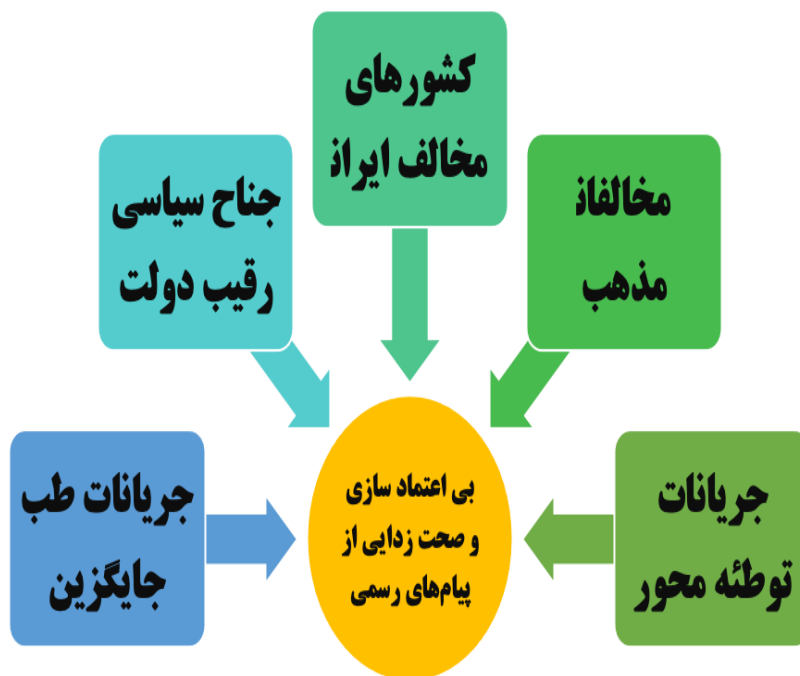 کشورهای
مخالف ایران
مخالفان
مذهب
جناح سیاسی
رقیب دولت
جریانات
توطئه محور
جریانات طب
جایگزین
بی اعتماد سازی
و صحت زدایی از
پیام‌های رسمی